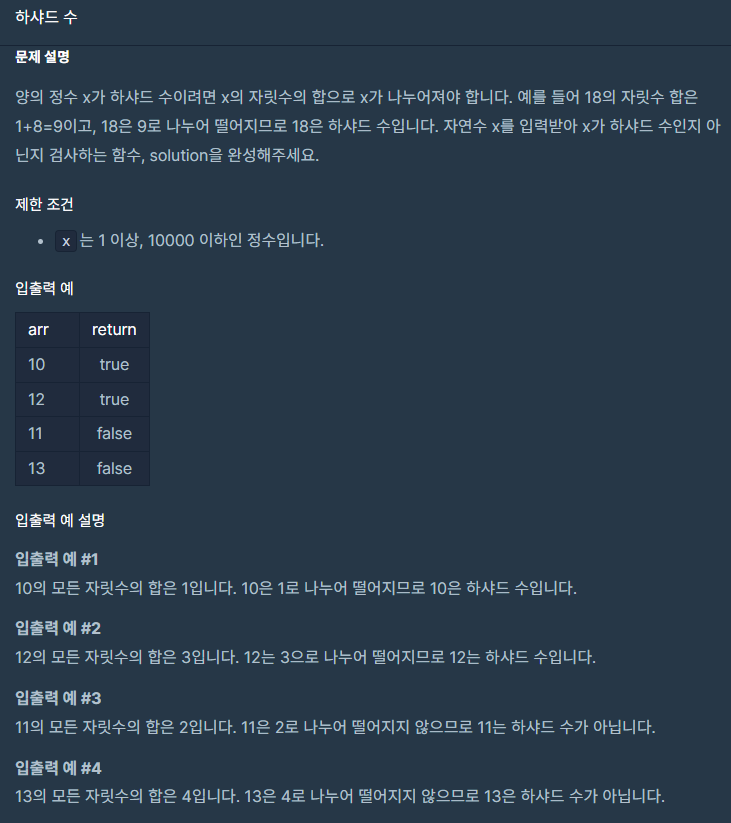 하샤드 수
문제 설명
양의 정수 x가 하샤드 수이려면 x의 자릿수의 합으로 x가 나누어져야 합니다. 예를 들어 18의 자릿수 합은
1+8=9이고, 18은 9로 나누어 떨어지므로 18은 하샤드 수입니다. 자연수 x를 입력받아 x가 하샤드 수인지 아
닌지 검사하는 함수, solution을 완성해주세요.
제한 조건
• x 는 1 이상, 10000 이하인 정수입니다.
입출력 예
arr return
10 true
12 true
11 false
13 false
입출력 예 설명
입출력 예 #1
10의 모든 자릿수의 합은 1입니다. 10은 1로 나누어 떨어지므로 10은 하샤드 수입니다.
입출력 예 #2
12의 모든 자릿수의 합은 3입니다. 12는 3으로 나누어 떨어지므로 12는 하샤드 수입니다.
입출력 예 #3
11의 모든 자릿수의 합은 2입니다. 11은 2로 나누어 떨어지지 않으므로 11는 하샤드 수가 아닙니다.
입출력 예 #4
13의 모든 자릿수의 합은 4입니다. 13은 4로 나누어 떨어지지 않으므로 13은 하샤드 수가 아닙니다.